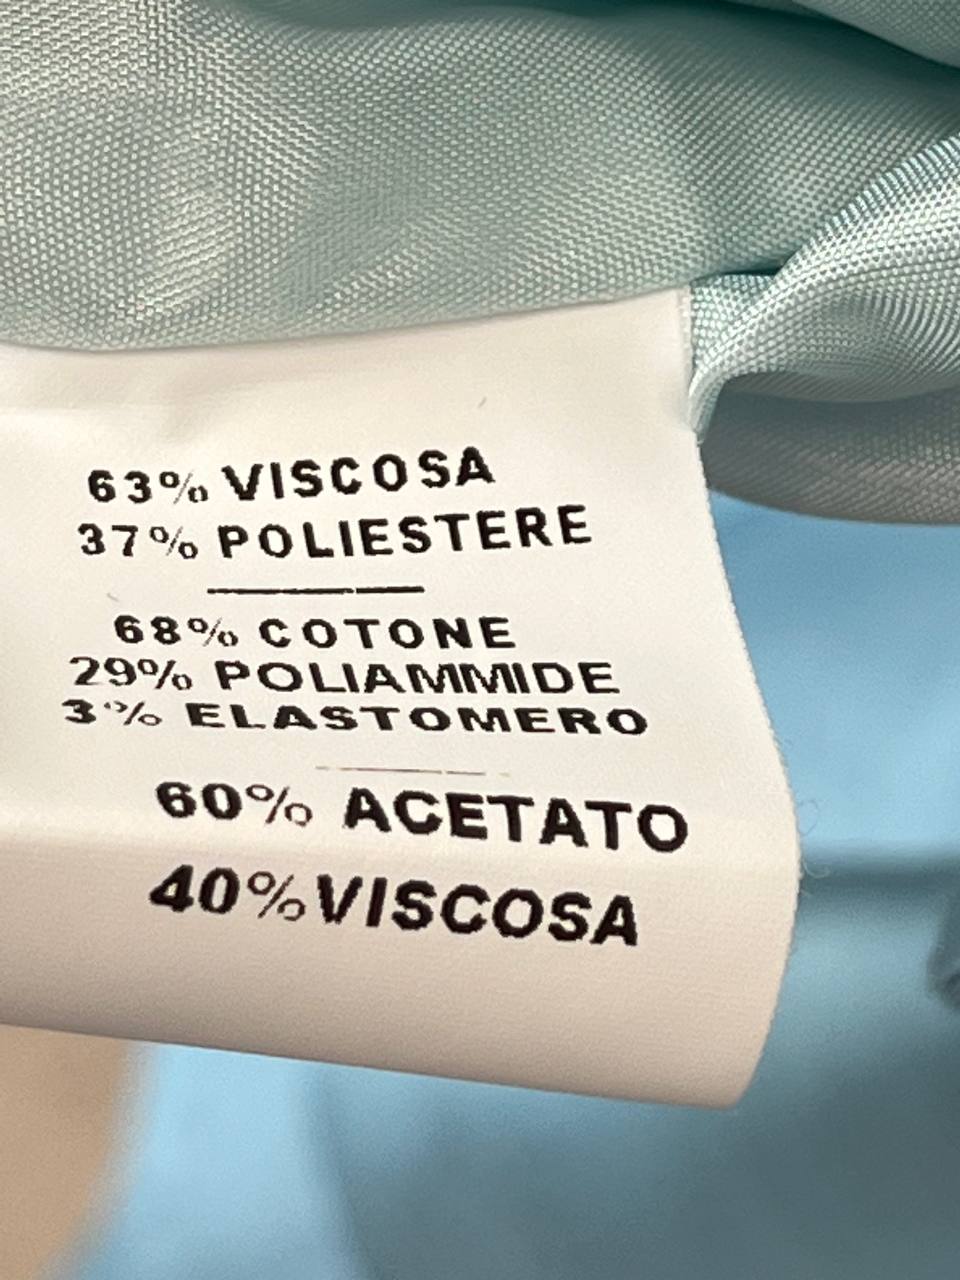 63% VISCOSA
37% POLIESTERE
68% COTONE
29% POLIAMMIDE
3% ELASTOMERO
60% ACETATO
40% VISCOSA